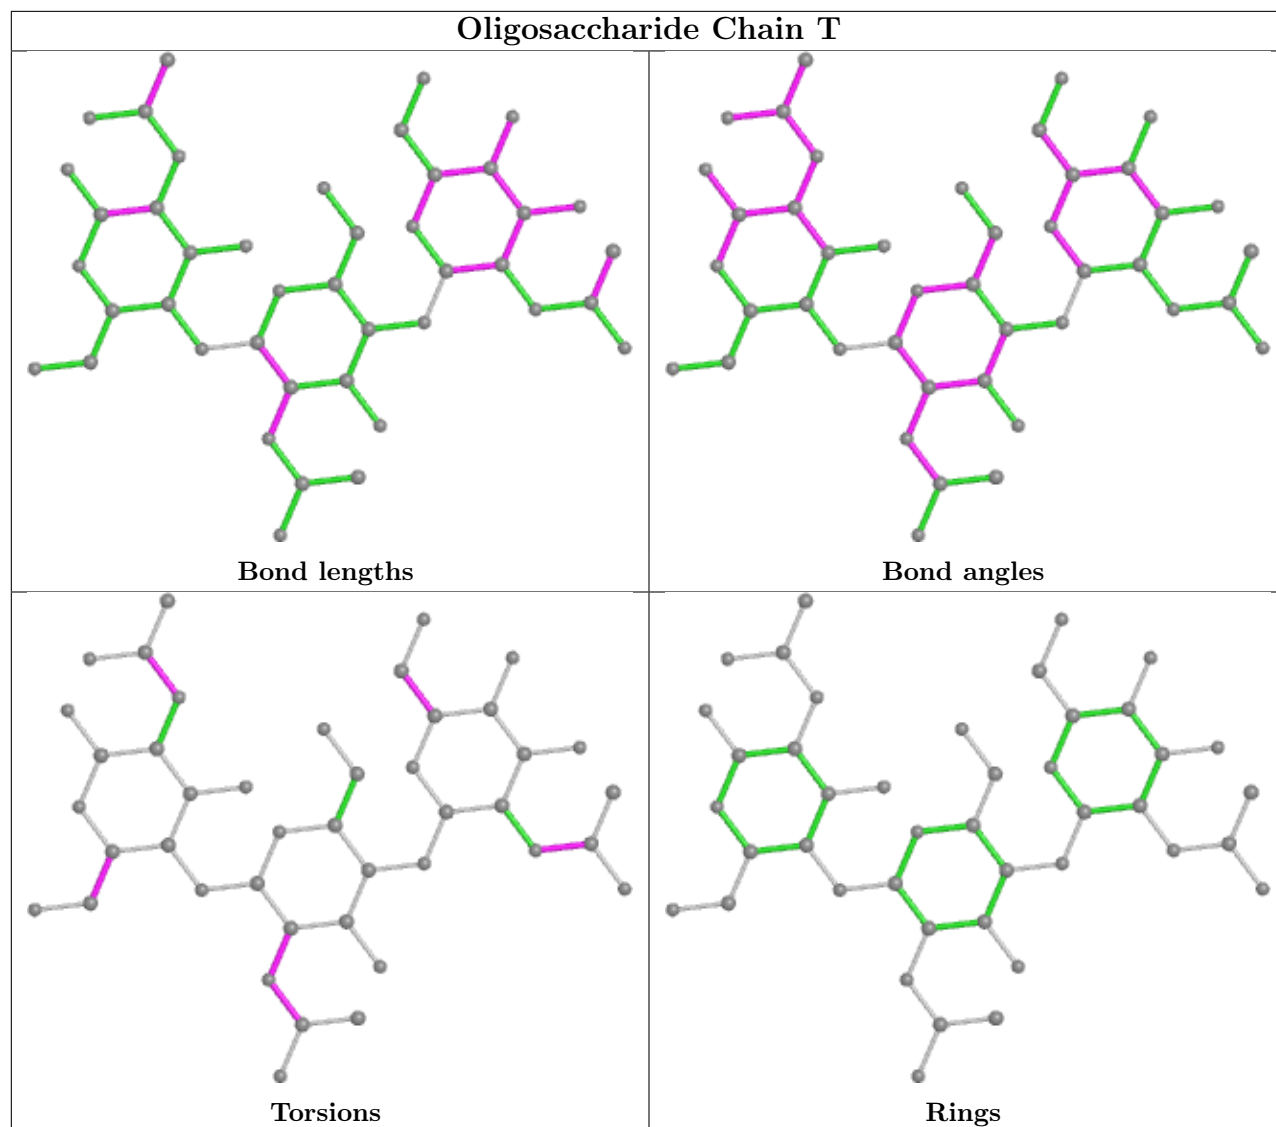 Oligosaccharide Chain T
Bond lengths
Bond angles
Torsions
Rings